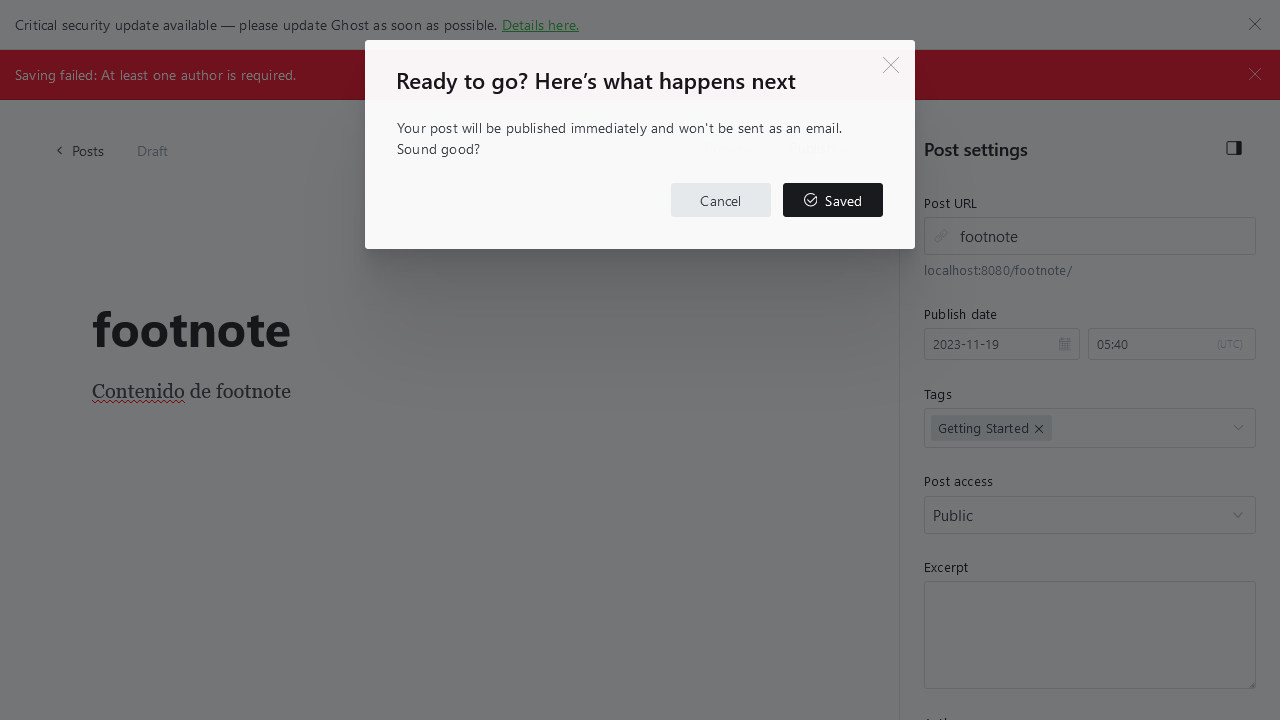 Critical security update available — please update Ghost as soon as possible. Details here.
Saving failed: At least one author is required.
Ready to go? Here’s what happens next
Your post will be published immediately and won't be sent as an email.
Sound good?
Cancel
Saved
Posts
Draft
footnote
Contenido de footnote
Post settings
Post URL
footnote
localhost:8080/footnote/
Publish date
2023-11-19
05:40
(UTC)
Tags
Getting Started
Post access
Public
Excerpt